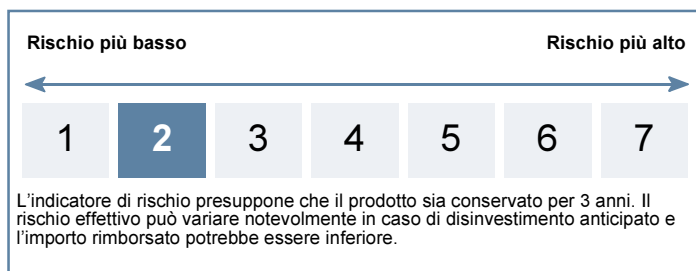 Rischio più basso Rischio più alto
1 2 3 4 5 6 7
L'indicatore di rischio presuppone che il prodotto sia conservato per 3 anni. Il
rischio effettivo può variare notevolmente in caso di disinvestimento anticipato e
l'importo rimborsato potrebbe essere inferiore.